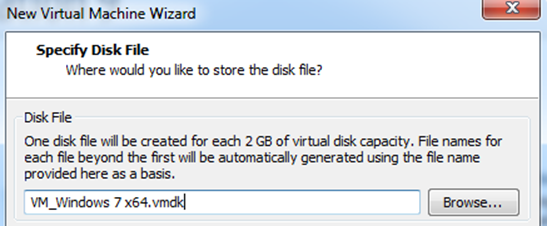 New Virtual Machine Wizard
Specify Disk File
Where would you like to store the disk file?
Disk File
One disk file will be created for each 2 GB of virtual disk capacity. File names for
each file beyond the first will be automatically generated using the file name
provided here as a basis.
VM_Windows 7 x64.vmdk
Browse...